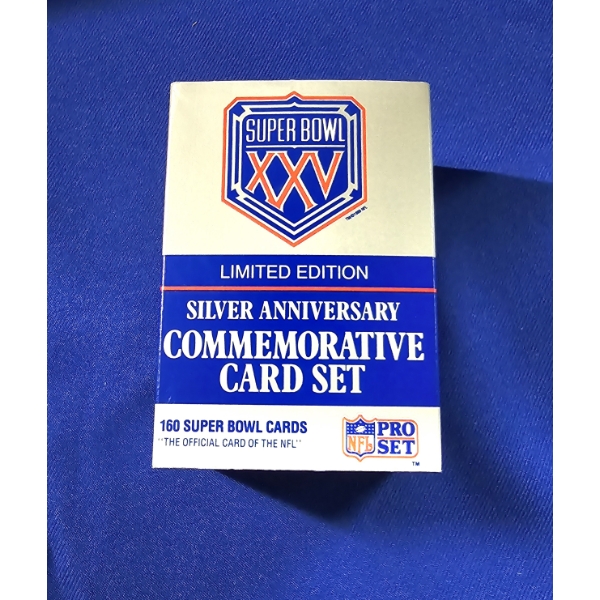 SUPER BOWL
XXV
LIMITED EDITION
SILVER ANNIVERSARY
COMMEMORATIVE
CARD SET
160 SUPER BOWL CARDS
"THE OFFICIAL CARD OF THE NFL"
NFL
PRO
SET
TM